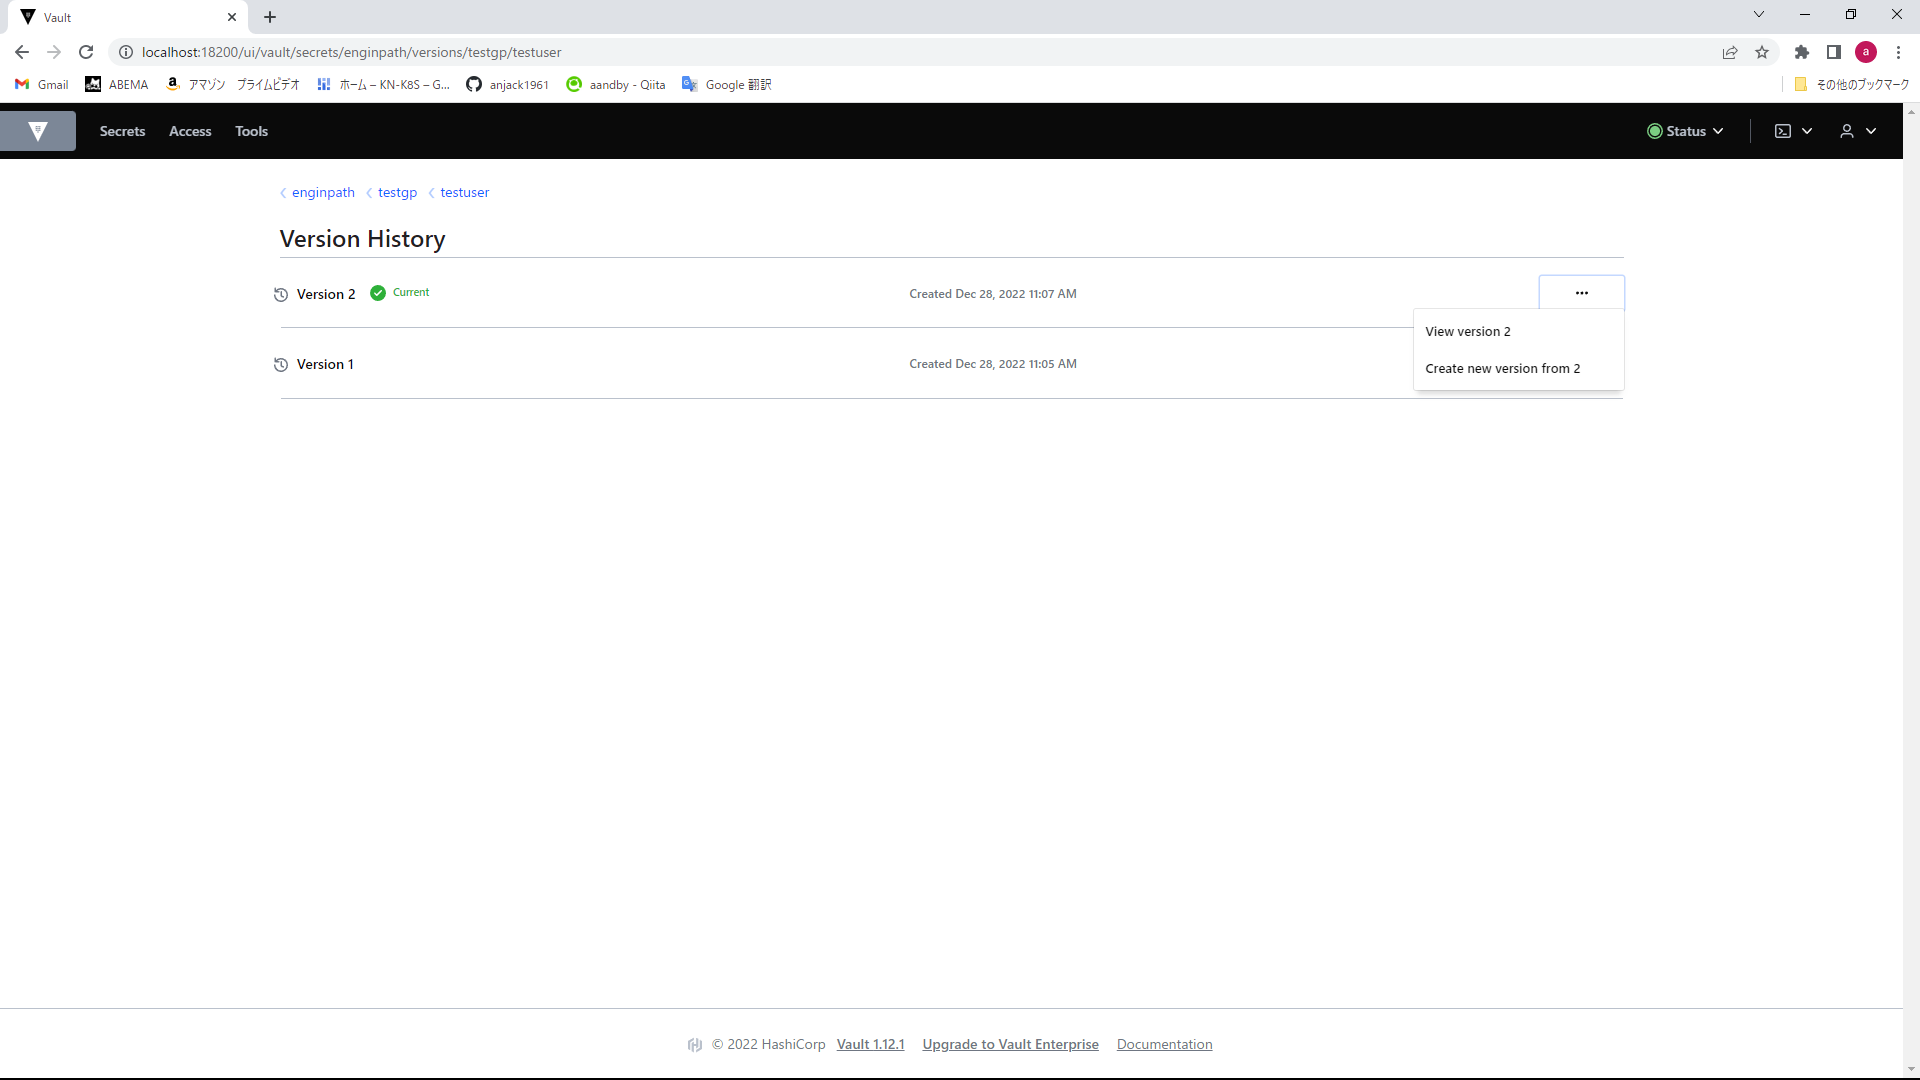 Vault
localhost:18200/ui/vault/secrets/enginpath/versions/testgp/testuser
a
Gmail ABEMA アマゾン プライムビデオ ホーム – KN-K8S – G... anjack1961 aandby - Qiita Google 翻訳 その他のブックマーク
Secrets Access Tools Status
enginpath testgp testuser
Version History
Version 2 Current Created Dec 28, 2022 11:07 AM
View version 2
Version 1 Created Dec 28, 2022 11:05 AM
Create new version from 2
© 2022 HashiCorp Vault 1.12.1 Upgrade to Vault Enterprise Documentation